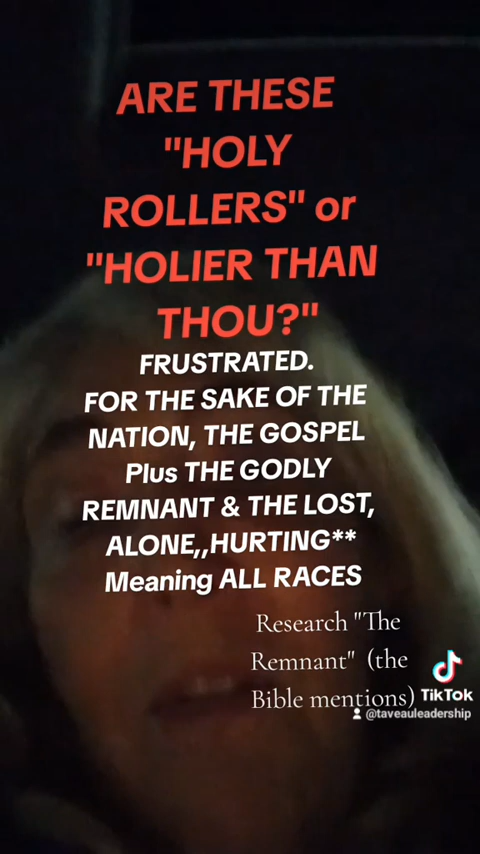 ARE THESE
"HOLY
ROLLERS" or
"HOLIER THAN
THOU?"
FRUSTRATED.
FOR THE SAKE OF THE
NATION, THE GOSPEL
Plus THE GODLY
REMNANT & THE LOST,
ALONE,,HURTING**
Meaning ALL RACES
Research "The
Remnant" (the
Bible mentions)
TikTok
@taveauleadership